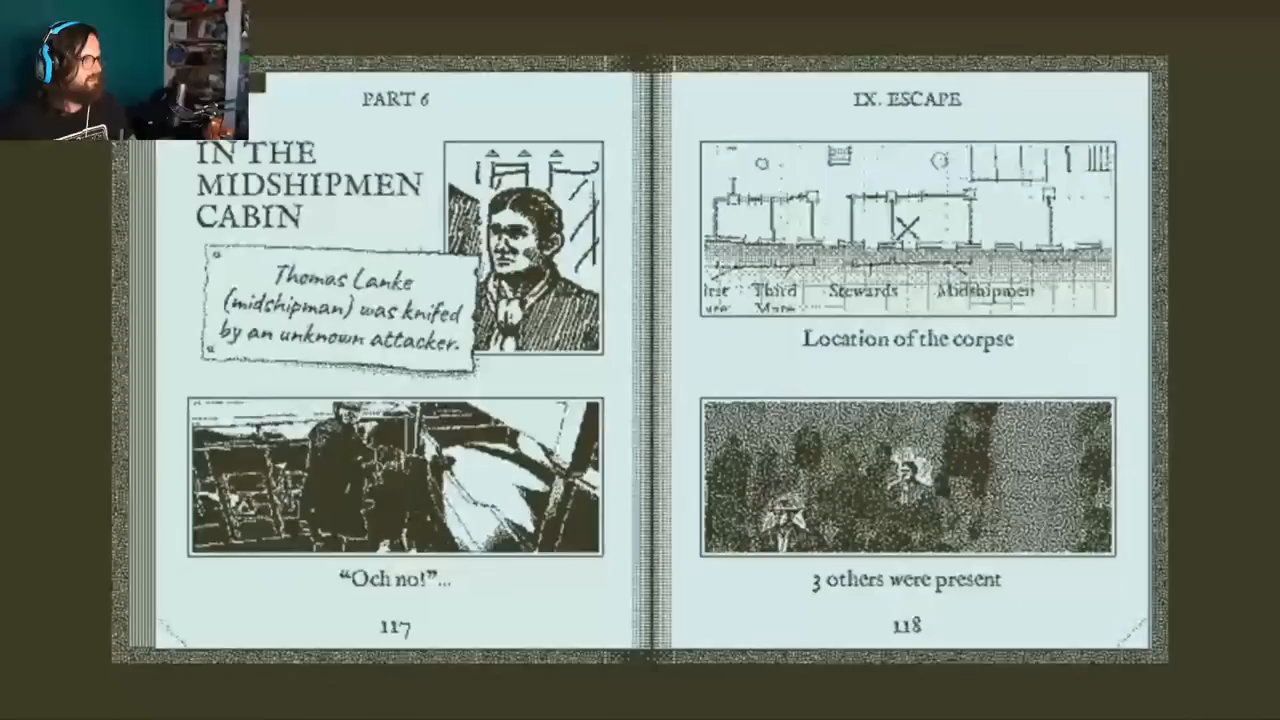 PART 6
IN THE
MIDSHIPMEN
CABIN
Thomas Lanke
(midshipman) was knifed
by an unknown attacker.
"Och no!"...
117
IX. ESCAPE
Third
Mate
Stewards
Midshipmen
Location of the corpse
3 others were present
118